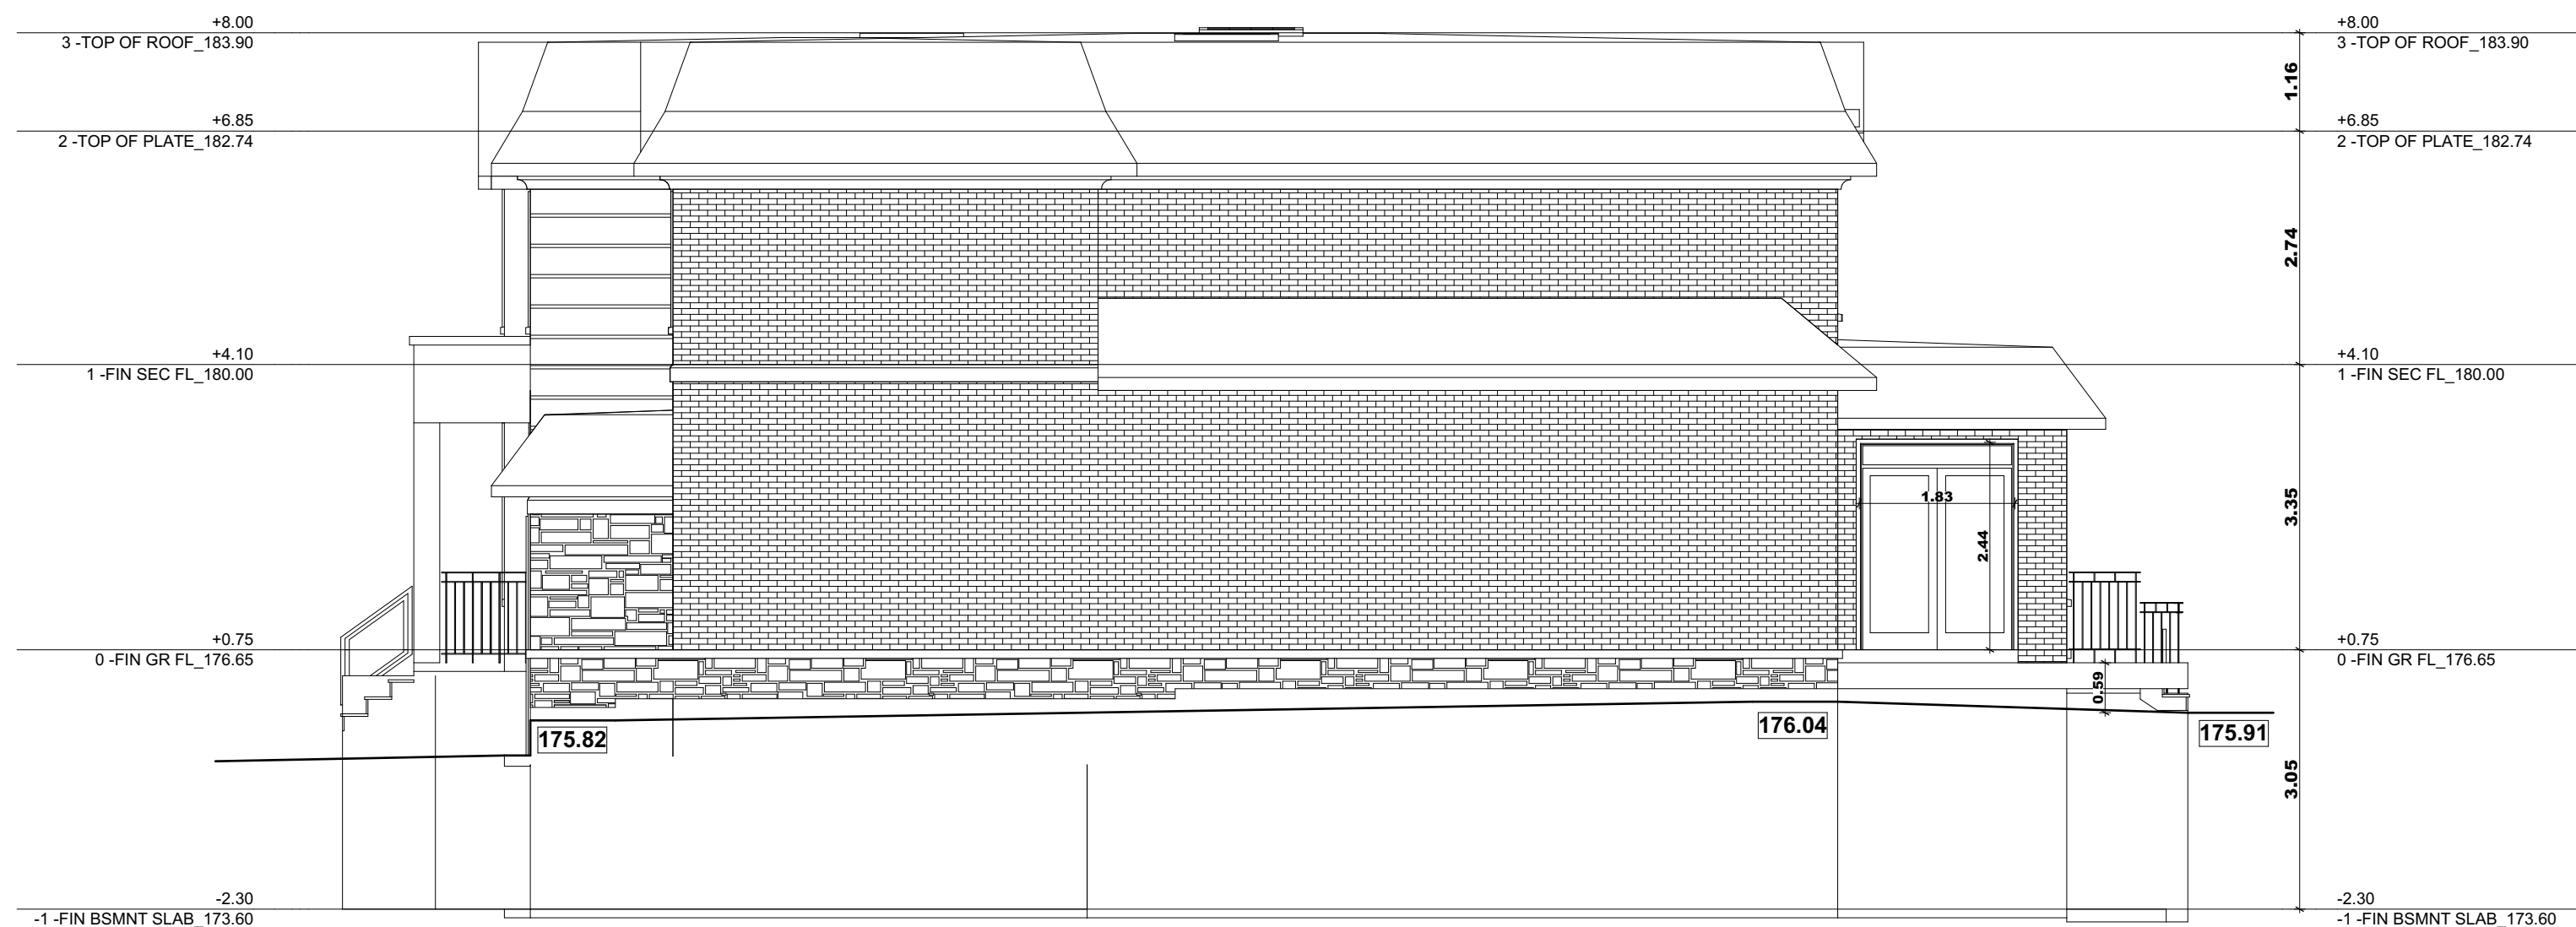 +8.00
3 -TOP OF ROOF_183.90
+8.00
3 -TOP OF ROOF_183.90
1.16
+6.85
2 -TOP OF PLATE_182.74
+6.85
2 -TOP OF PLATE_182.74
2.74
+4.10
1 -FIN SEC FL_180.00
+4.10
1 -FIN SEC FL_180.00
1.83
2.44
3.35
+0.75
0 -FIN GR FL_176.65
+0.75
0 -FIN GR FL_176.65
0.59
175.82
176.04
175.91
3.05
-2.30
-1 -FIN BSMNT SLAB_173.60
-2.30
-1 -FIN BSMNT SLAB_173.60